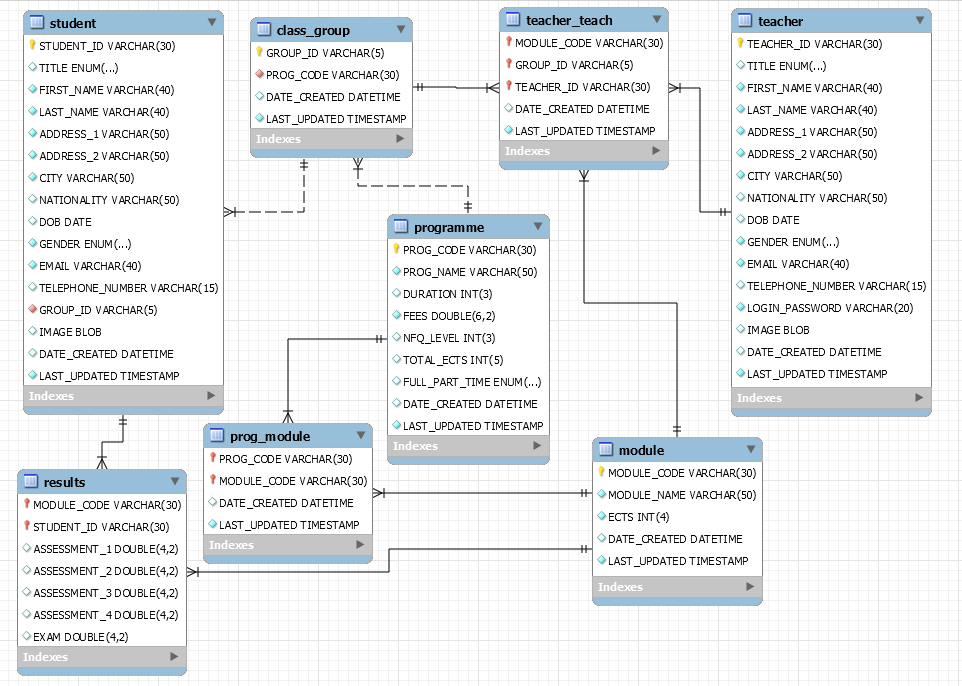 student
STUDENT_ID VARCHAR(30)
TITLE ENUM(...)
FIRST_NAME VARCHAR(40)
LAST_NAME VARCHAR(40)
ADDRESS_1 VARCHAR(50)
ADDRESS_2 VARCHAR(50)
CITY VARCHAR(50)
NATIONALITY VARCHAR(50)
DOB DATE
GENDER ENUM(...)
EMAIL VARCHAR(40)
TELEPHONE_NUMBER VARCHAR(15)
GROUP_ID VARCHAR(5)
IMAGE BLOB
DATE_CREATED DATETIME
LAST_UPDATED TIMESTAMP
Indexes
class_group
GROUP_ID VARCHAR(5)
PROG_CODE VARCHAR(30)
DATE_CREATED DATETIME
LAST_UPDATED TIMESTAMP
Indexes
teacher_teach
MODULE_CODE VARCHAR(30)
GROUP_ID VARCHAR(5)
TEACHER_ID VARCHAR(30)
DATE_CREATED DATETIME
LAST_UPDATED TIMESTAMP
Indexes
teacher
TEACHER_ID VARCHAR(30)
TITLE ENUM(...)
FIRST_NAME VARCHAR(40)
LAST_NAME VARCHAR(40)
ADDRESS_1 VARCHAR(50)
ADDRESS_2 VARCHAR(50)
CITY VARCHAR(50)
NATIONALITY VARCHAR(50)
DOB DATE
GENDER ENUM(...)
EMAIL VARCHAR(40)
TELEPHONE_NUMBER VARCHAR(15)
LOGIN_PASSWORD VARCHAR(20)
IMAGE BLOB
DATE_CREATED DATETIME
LAST_UPDATED TIMESTAMP
Indexes
programme
PROG_CODE VARCHAR(30)
PROG_NAME VARCHAR(50)
DURATION INT(3)
FEES DOUBLE(6,2)
NFQ_LEVEL INT(3)
TOTAL_ECTS INT(5)
FULL_PART_TIME ENUM(...)
DATE_CREATED DATETIME
LAST_UPDATED TIMESTAMP
Indexes
prog_module
PROG_CODE VARCHAR(30)
MODULE_CODE VARCHAR(30)
DATE_CREATED DATETIME
LAST_UPDATED TIMESTAMP
Indexes
module
MODULE_CODE VARCHAR(30)
MODULE_NAME VARCHAR(50)
ECTS INT(4)
DATE_CREATED DATETIME
LAST_UPDATED TIMESTAMP
Indexes
results
MODULE_CODE VARCHAR(30)
STUDENT_ID VARCHAR(30)
ASSESSMENT_1 DOUBLE(4,2)
ASSESSMENT_2 DOUBLE(4,2)
ASSESSMENT_3 DOUBLE(4,2)
ASSESSMENT_4 DOUBLE(4,2)
EXAM DOUBLE(4,2)
Indexes